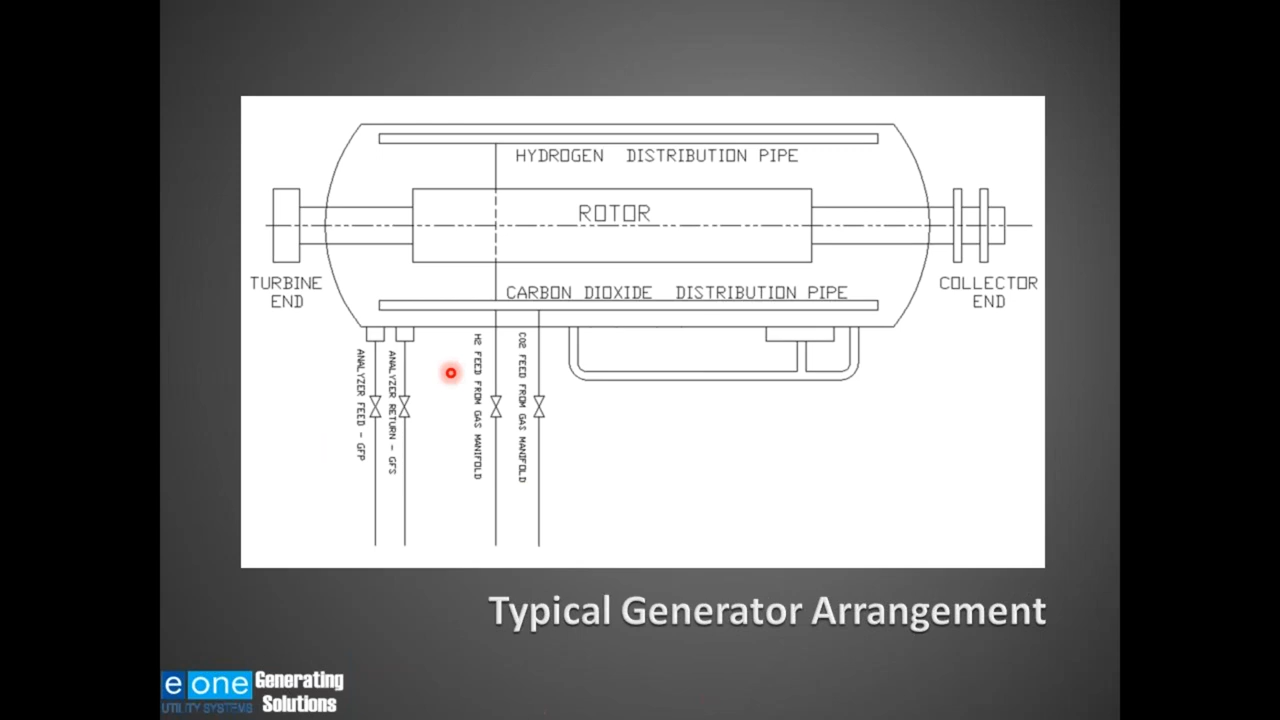 HYDROGEN DISTRIBUTION PIPE
ROTOR
TURBINE
END
CARBON DIOXIDE DISTRIBUTION PIPE
COLLECTOR
END
ANALYZER FEED - GFP
ANALYZER RETURN - GFS
H2 FEED FROM GAS MANIFOLD
CO2 FEED FROM GAS MANIFOLD
Typical Generator Arrangement
e one
UTILITY SYSTEMS
Generating
Solutions